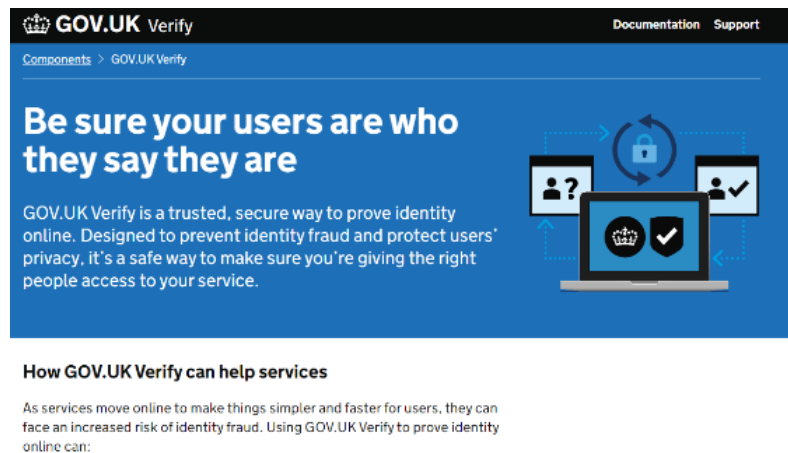 GOV.UK Verify
Documentation Support
Components > GOV.UK Verify
Be sure your users are who
they say they are
GOV.UK Verify is a trusted, secure way to prove identity
online. Designed to prevent identity fraud and protect users'
privacy, it's a safe way to make sure you're giving the right
people access to your service.
?
How GOV.UK Verify can help services
As services move online to make things simpler and faster for users, they can
face an increased risk of identity fraud. Using GOV.UK Verify to prove identity
online can: